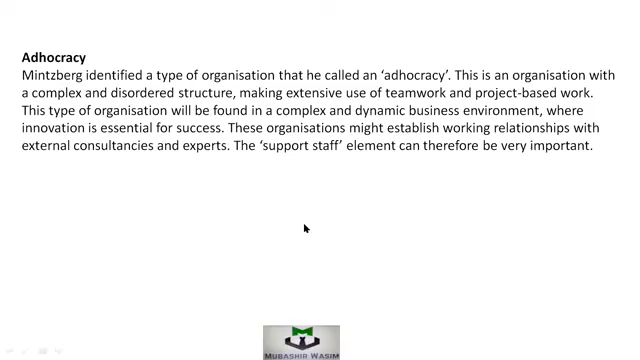 Adhocracy
Mintzberg identified a type of organisation that he called an ‘adhocracy’. This is an organisation with
a complex and disordered structure, making extensive use of teamwork and project-based work.
This type of organisation will be found in a complex and dynamic business environment, where
innovation is essential for success. These organisations might establish working relationships with
external consultancies and experts. The ‘support staff’ element can therefore be very important.
MUBASHIR WASIM